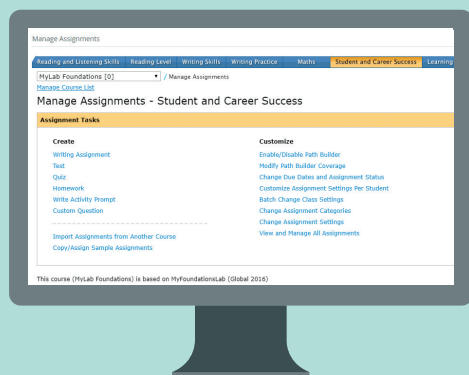 Manage Assignments
Reading and Listening Skills Reading Level Writing Skills Writing Practice Maths Student and Career Success Learning
MyLab Foundations [0] / Manage Assignments
Manage Course List
Manage Assignments - Student and Career Success
Assignment Tasks
Create
Writing Assignment
Test
Quiz
Homework
Write Activity Prompt
Custom Question
Import Assignments from Another Course
Copy/Assign Sample Assignments
Customize
Enable/Disable Path Builder
Modify Path Builder Coverage
Change Due Dates and Assignment Status
Customize Assignment Settings Per Student
Batch Change Class Settings
Change Assignment Categories
Change Assignment Settings
View and Manage All Assignments
This course (MyLab Foundations) is based on MyFoundationsLab (Global 2016)